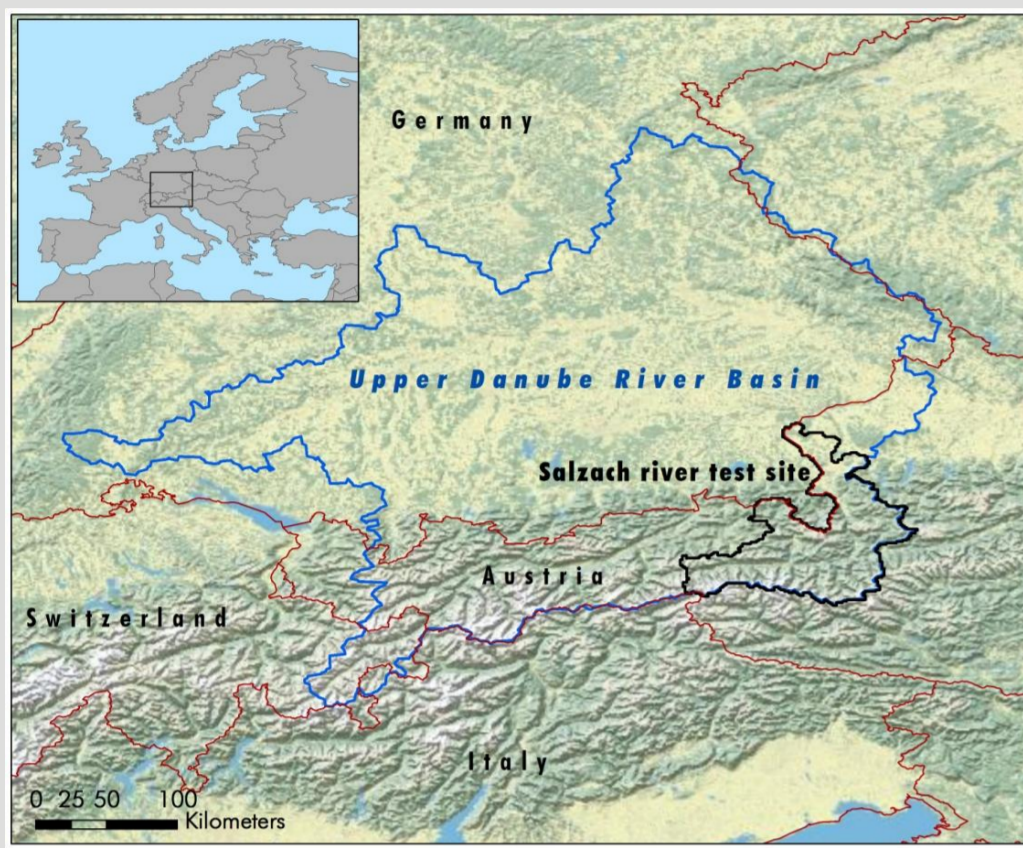 Germany
Upper Danube River Basin
Salzach river test site
Austria
Switzerland
Italy
0 25 50 100
Kilometers